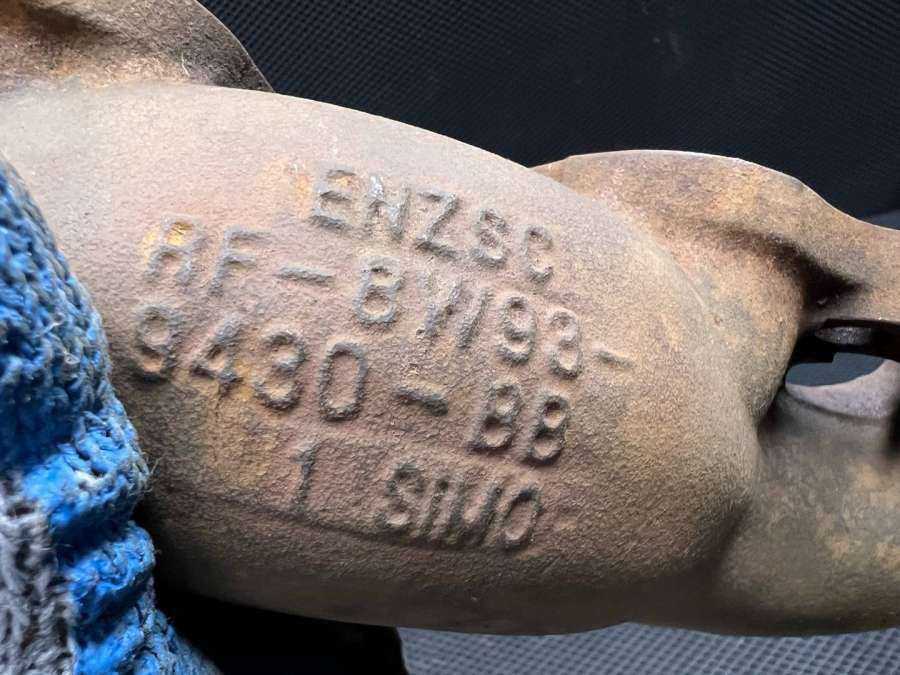 ENZSC
RF-8W93-
9430-BB
1 SIMO